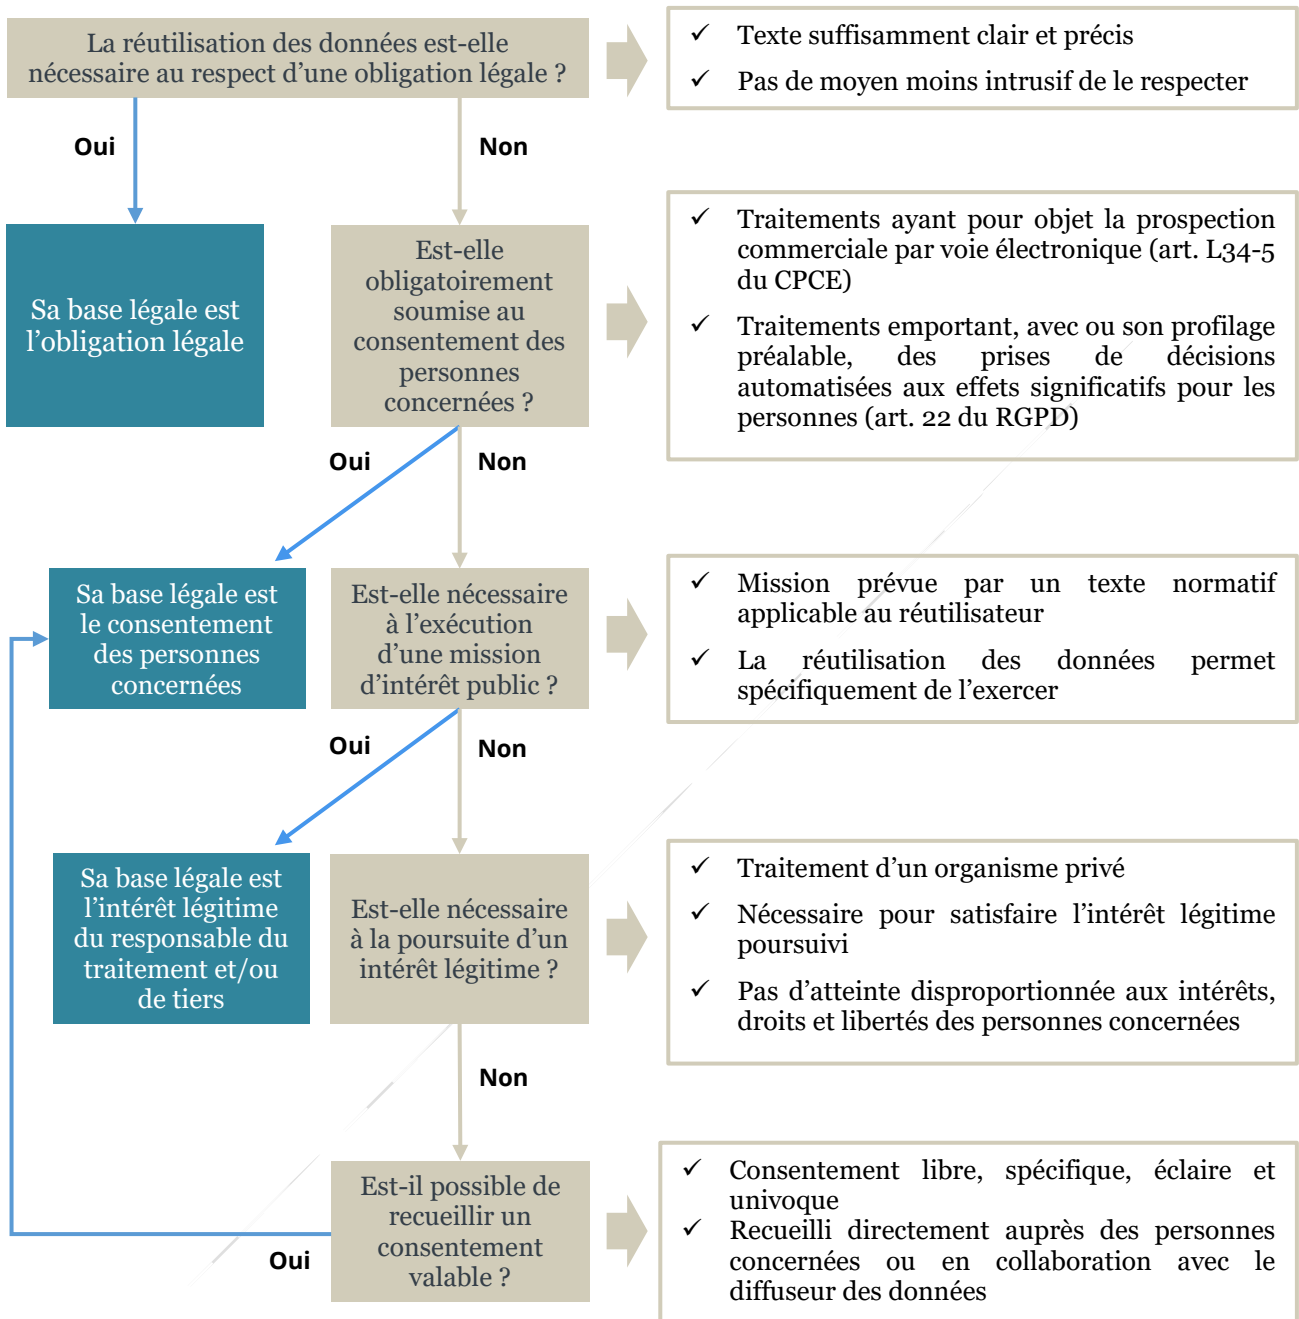 La réutilisation des données est-elle
nécessaire au respect d’une obligation légale ?
✓ Texte suffisamment clair et précis
✓ Pas de moyen moins intrusif de le respecter
Oui
Non
Sa base légale est
l’obligation légale
Est-elle
obligatoirement
soumise au
consentement des
personnes
concernées ?
✓ Traitements ayant pour objet la prospection
commerciale par voie électronique (art. L34-5
du CPCE)
✓ Traitements emportant, avec ou son profilage
préalable, des prises de décisions
automatisées aux effets significatifs pour les
personnes (art. 22 du RGPD)
Oui
Non
Sa base légale est
le consentement
des personnes
concernées
Est-elle nécessaire
à l’exécution
d’une mission
d’intérêt public ?
✓ Mission prévue par un texte normatif
applicable au réutilisateur
✓ La réutilisation des données permet
spécifiquement de l’exercer
Oui
Non
Sa base légale est
l’intérêt légitime
du responsable du
traitement et/ou
de tiers
Est-elle nécessaire
à la poursuite d’un
intérêt légitime ?
✓ Traitement d’un organisme privé
✓ Nécessaire pour satisfaire l’intérêt légitime
poursuivi
✓ Pas d’atteinte disproportionnée aux intérêts,
droits et libertés des personnes concernées
Non
Est-il possible de
recueillir un
consentement
valable ?
Oui
✓ Consentement libre, spécifique, éclaire et
univoque
✓ Recueilli directement auprès des personnes
concernées ou en collaboration avec le
diffuseur des données